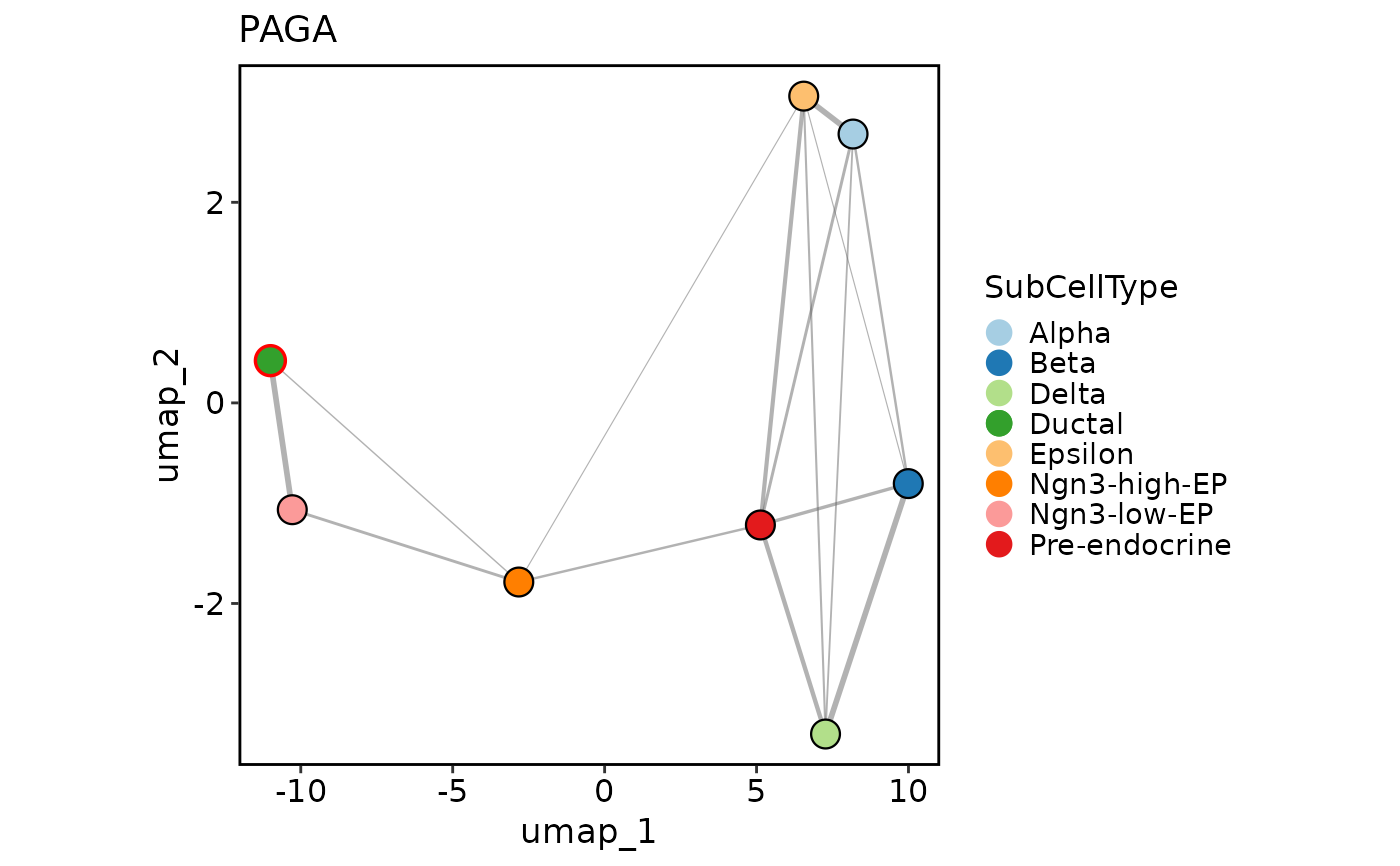 PAGA
2
0
-2
umap_2
-10
-5
0
5
10
umap_1
SubCellType
Alpha
Beta
Delta
Ductal
Epsilon
Ngn3-high-EP
Ngn3-low-EP
Pre-endocrine